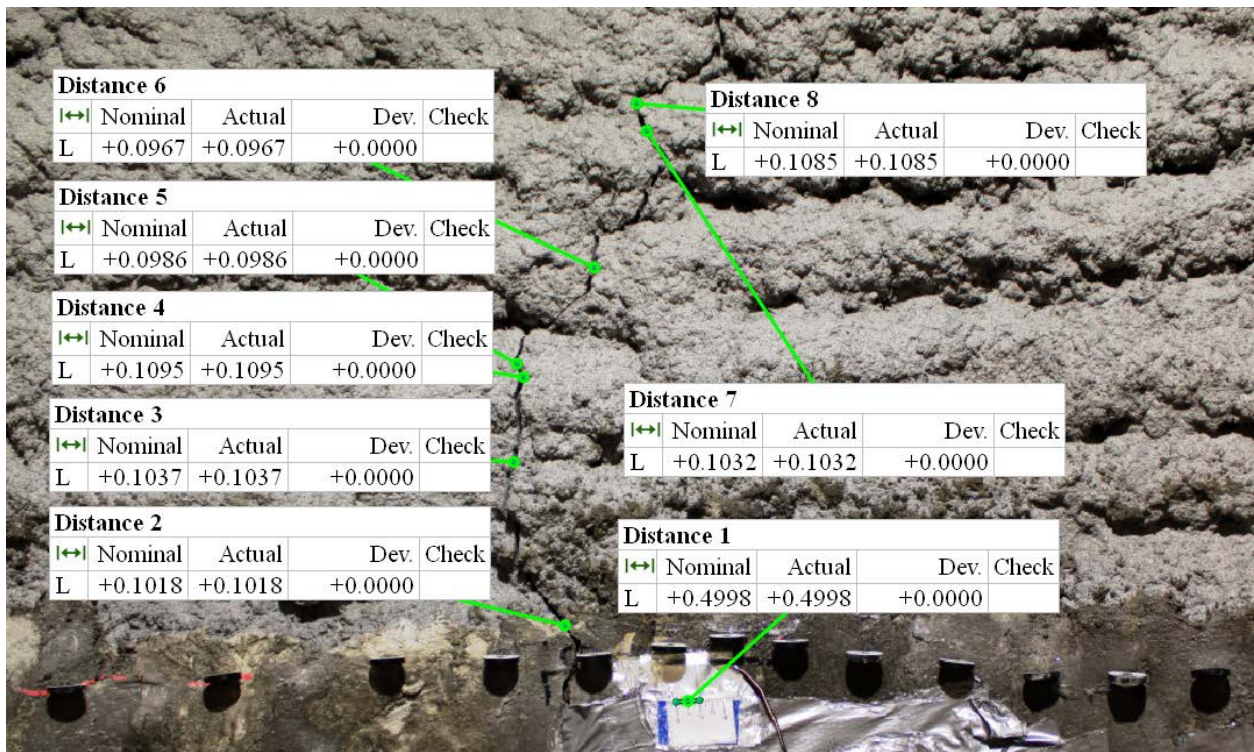 Distance 6
Nominal Actual Dev. Check
L +0.0967 +0.0967 +0.0000
Distance 5
Nominal Actual Dev. Check
L +0.0986 +0.0986 +0.0000
Distance 4
Nominal Actual Dev. Check
L +0.1095 +0.1095 +0.0000
Distance 3
Nominal Actual Dev. Check
L +0.1037 +0.1037 +0.0000
Distance 2
Nominal Actual Dev. Check
L +0.1018 +0.1018 +0.0000
Distance 8
Nominal Actual Dev. Check
L +0.1085 +0.1085 +0.0000
Distance 7
Nominal Actual Dev. Check
L +0.1032 +0.1032 +0.0000
Distance 1
Nominal Actual Dev. Check
L +0.4998 +0.4998 +0.0000